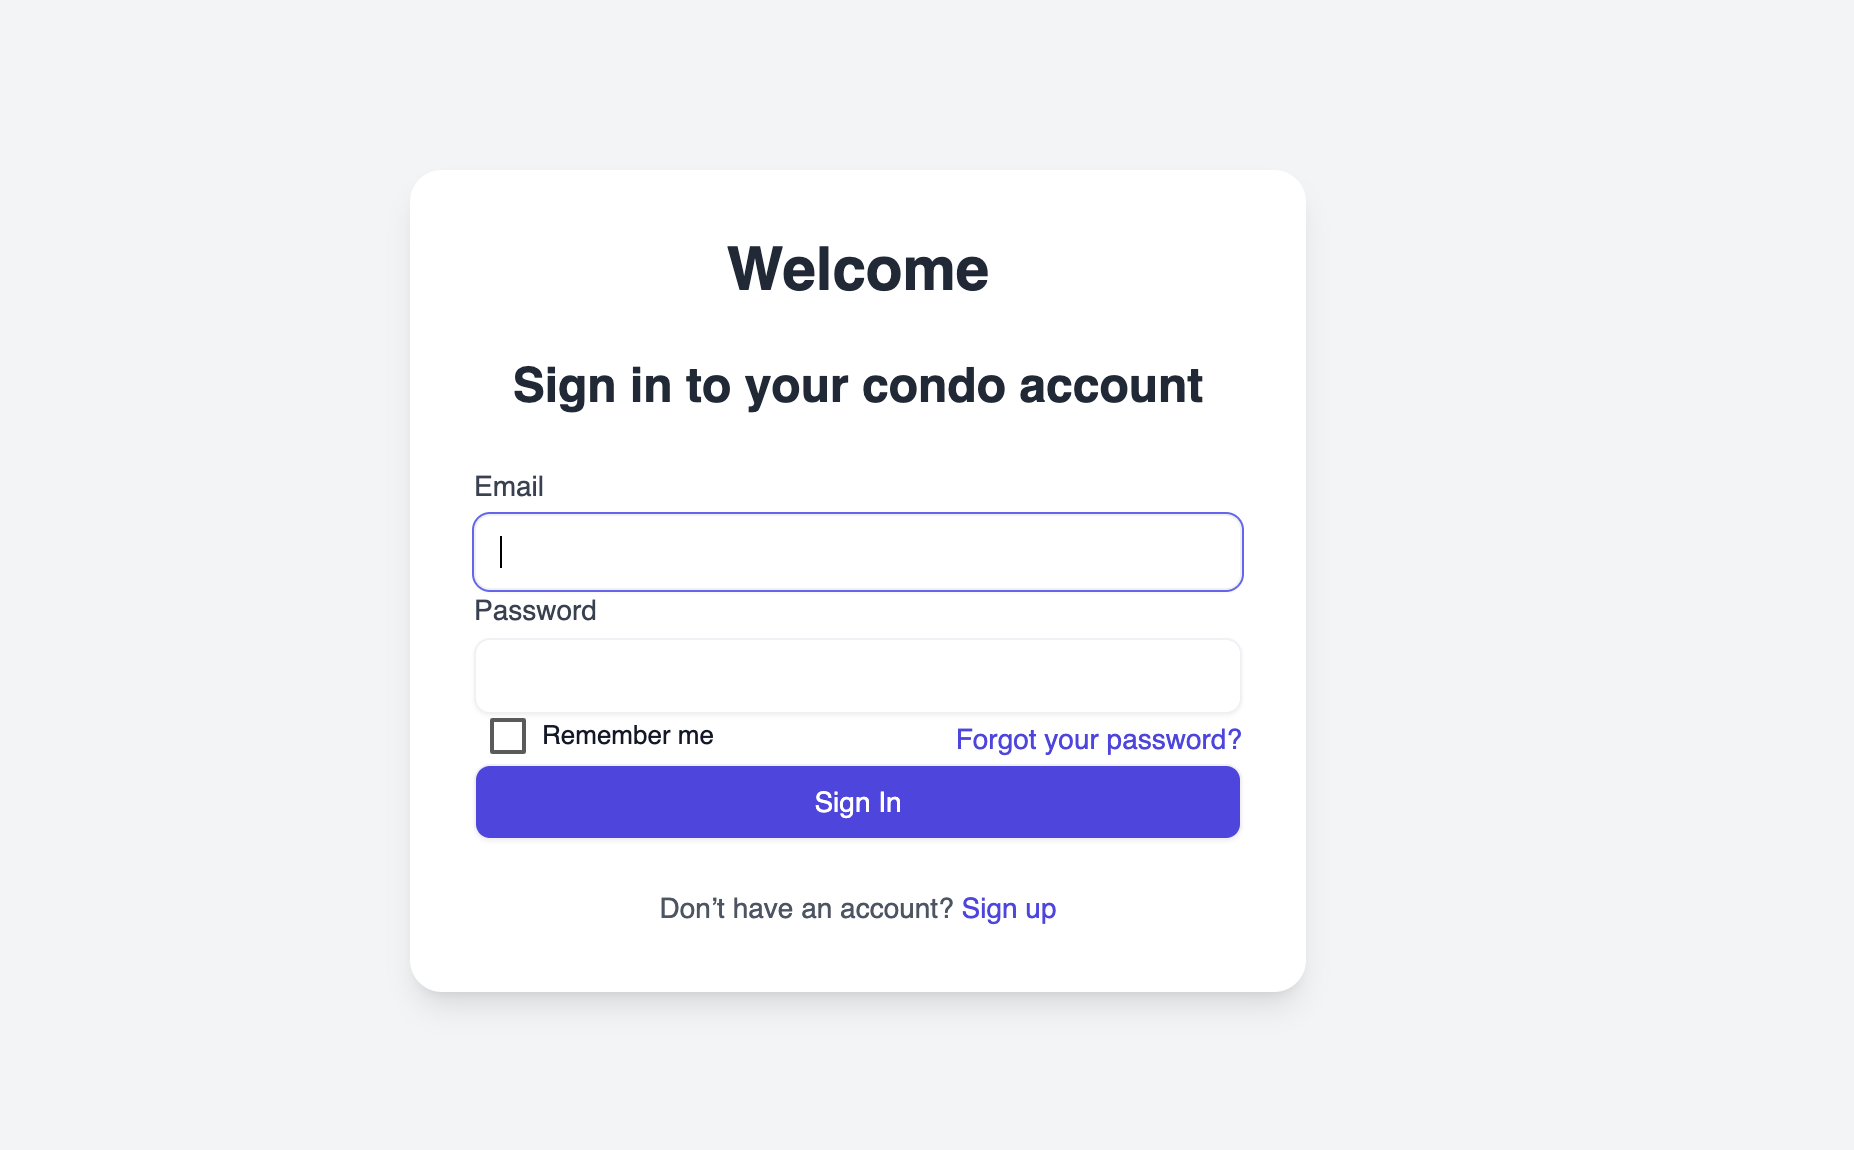 Welcome
Sign in to your condo account
Email
Password
Remember me
Forgot your password?
Sign In
Don’t have an account? Sign up